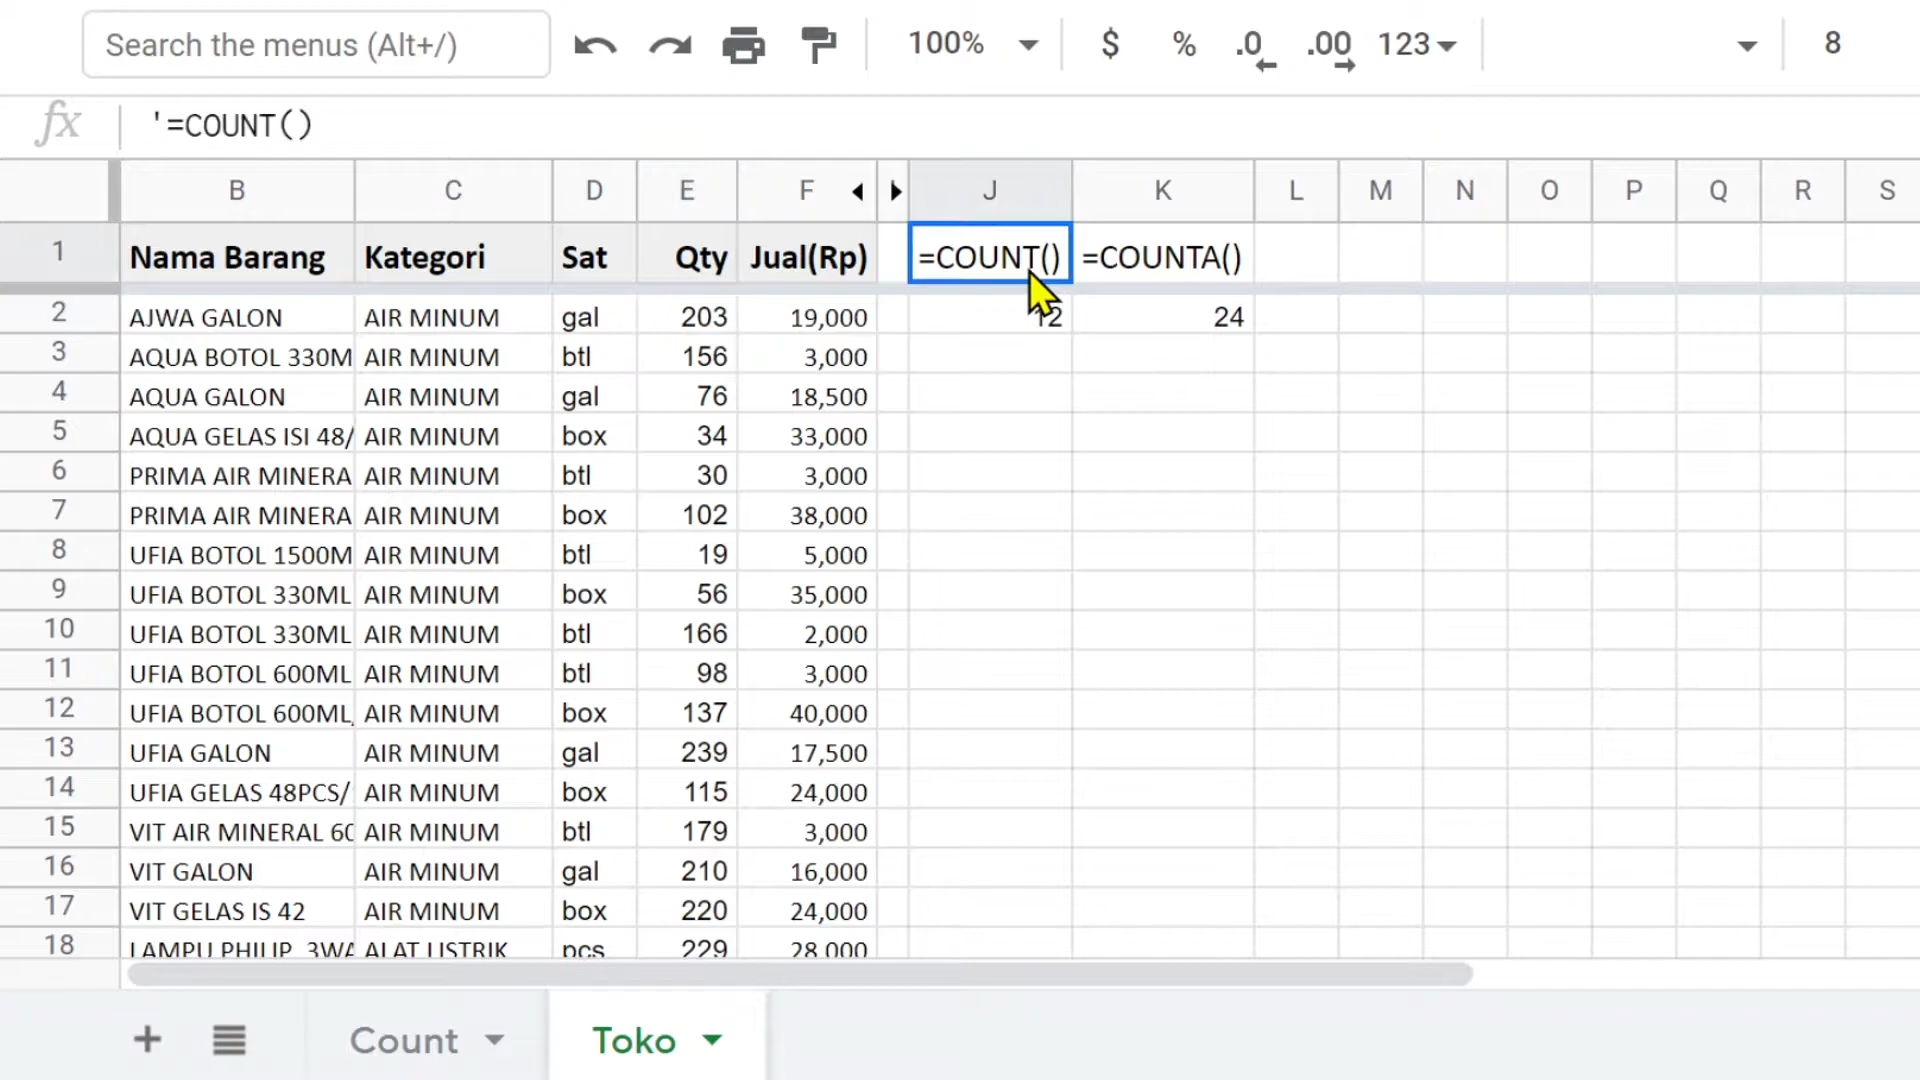 Search the menus (Alt+/) 100% $ % .0 .00 123 8
fx '=COUNT()
B C D E F J K L M N O P Q R S
1 Nama Barang Kategori Sat Qty Jual(Rp) =COUNT() =COUNTA()
2 AJWA GALON AIR MINUM gal 203 19,000 12 24
3 AQUA BOTOL 330M AIR MINUM btl 156 3,000
4 AQUA GALON AIR MINUM gal 76 18,500
5 AQUA GELAS ISI 48/ AIR MINUM box 34 33,000
6 PRIMA AIR MINERA AIR MINUM btl 30 3,000
7 PRIMA AIR MINERA AIR MINUM box 102 38,000
8 UFIA BOTOL 1500M AIR MINUM btl 19 5,000
9 UFIA BOTOL 330ML AIR MINUM box 56 35,000
10 UFIA BOTOL 330ML AIR MINUM btl 166 2,000
11 UFIA BOTOL 600ML AIR MINUM btl 98 3,000
12 UFIA BOTOL 600ML AIR MINUM box 137 40,000
13 UFIA GALON AIR MINUM gal 239 17,500
14 UFIA GELAS 48PCS/ AIR MINUM box 115 24,000
15 VIT AIR MINERAL 60 AIR MINUM btl 179 3,000
16 VIT GALON AIR MINUM gal 210 16,000
17 VIT GELAS IS 42 AIR MINUM box 220 24,000
18 LAMPU PHILIP 3WA ALAT LISTRIK pcs 229 28,000
Count Toko